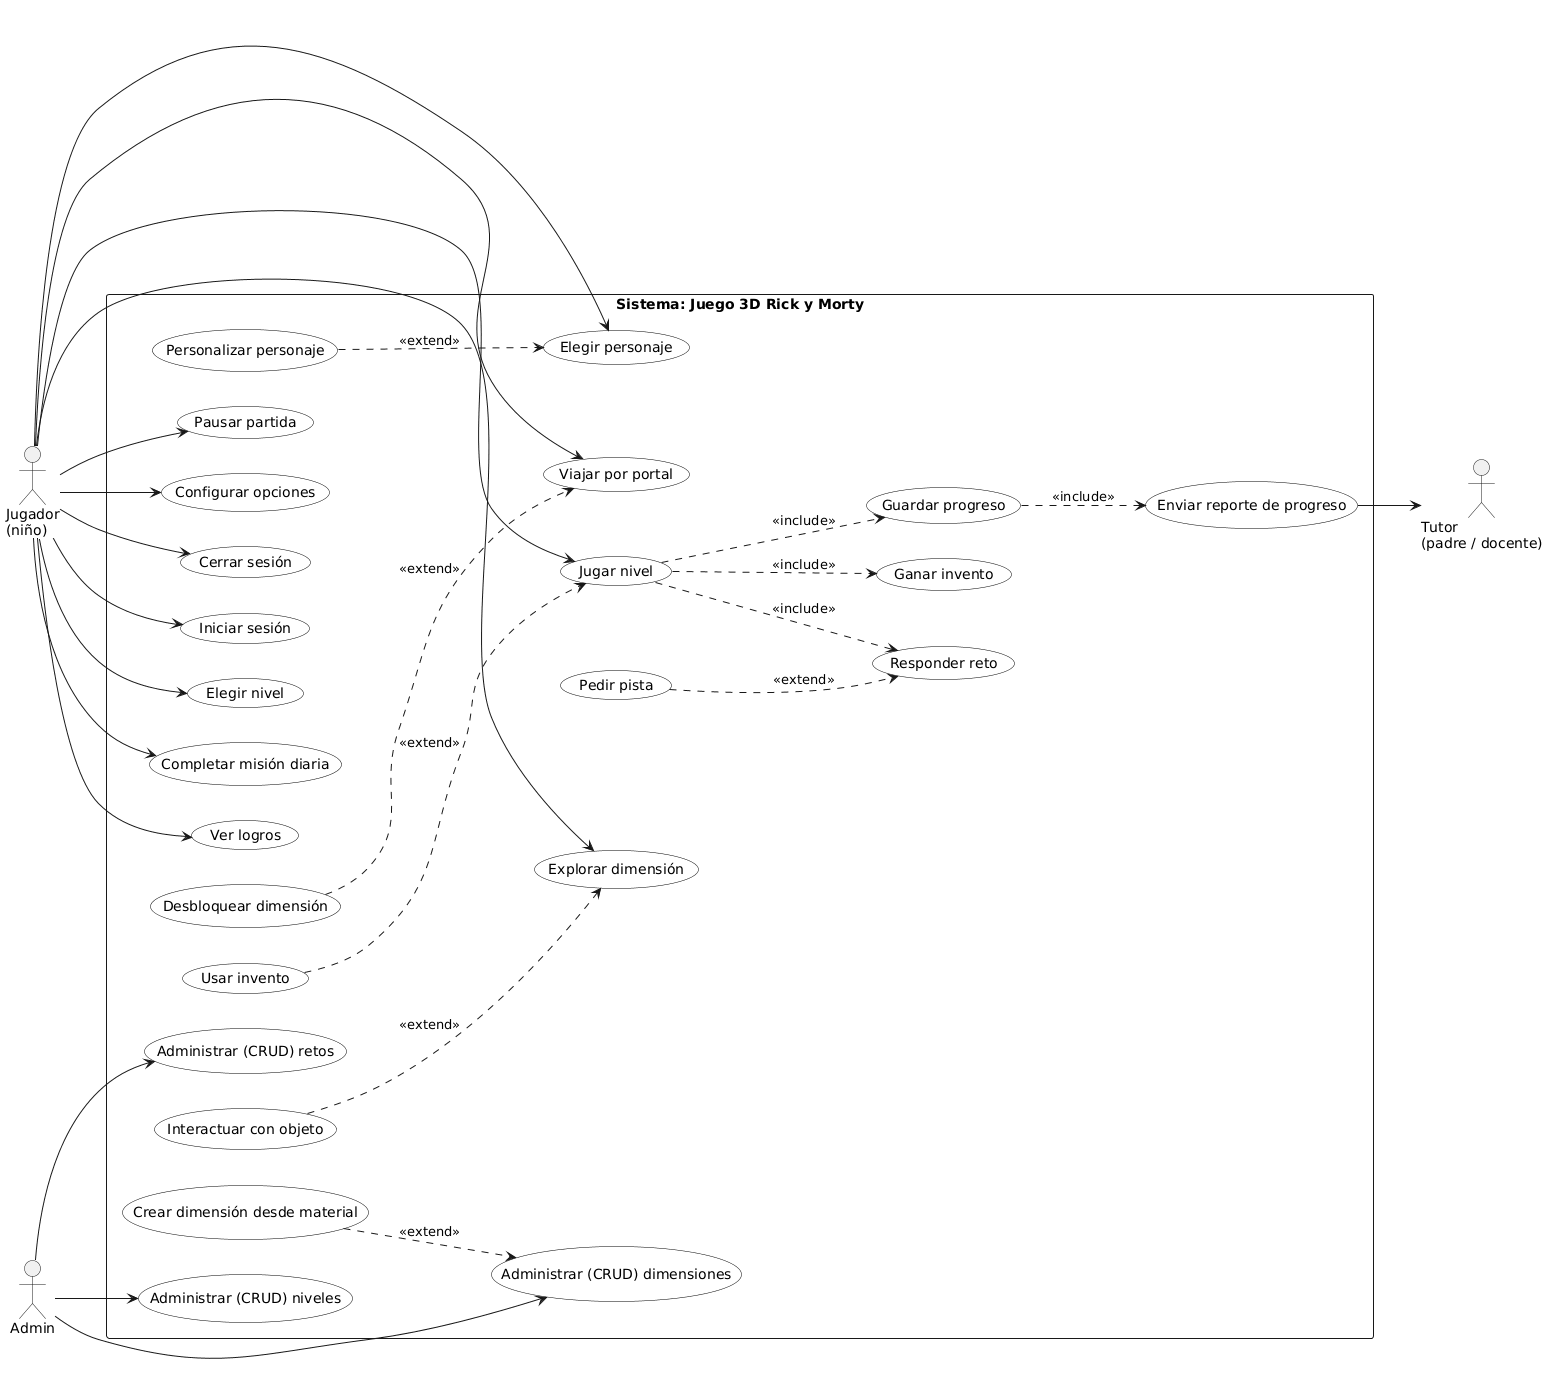 Sistema: Juego 3D Rick y Morty
Personalizar personaje
«extend»
Elegir personaje
Pausar partida
Viajar por portal
Configurar opciones
Guardar progreso
«include»
Enviar reporte de progreso
Jugador
(niño)
Tutor
(padre / docente)
«include»
Cerrar sesión
«extend»
Jugar nivel
«include»
Ganar invento
«include»
Iniciar sesión
Responder reto
Elegir nivel
Pedir pista
«extend»
«extend»
Completar misión diaria
Ver logros
Explorar dimensión
Desbloquear dimensión
Usar invento
«extend»
Administrar (CRUD) retos
Interactuar con objeto
Crear dimensión desde material
«extend»
Administrar (CRUD) dimensiones
Administrar (CRUD) niveles
Admin